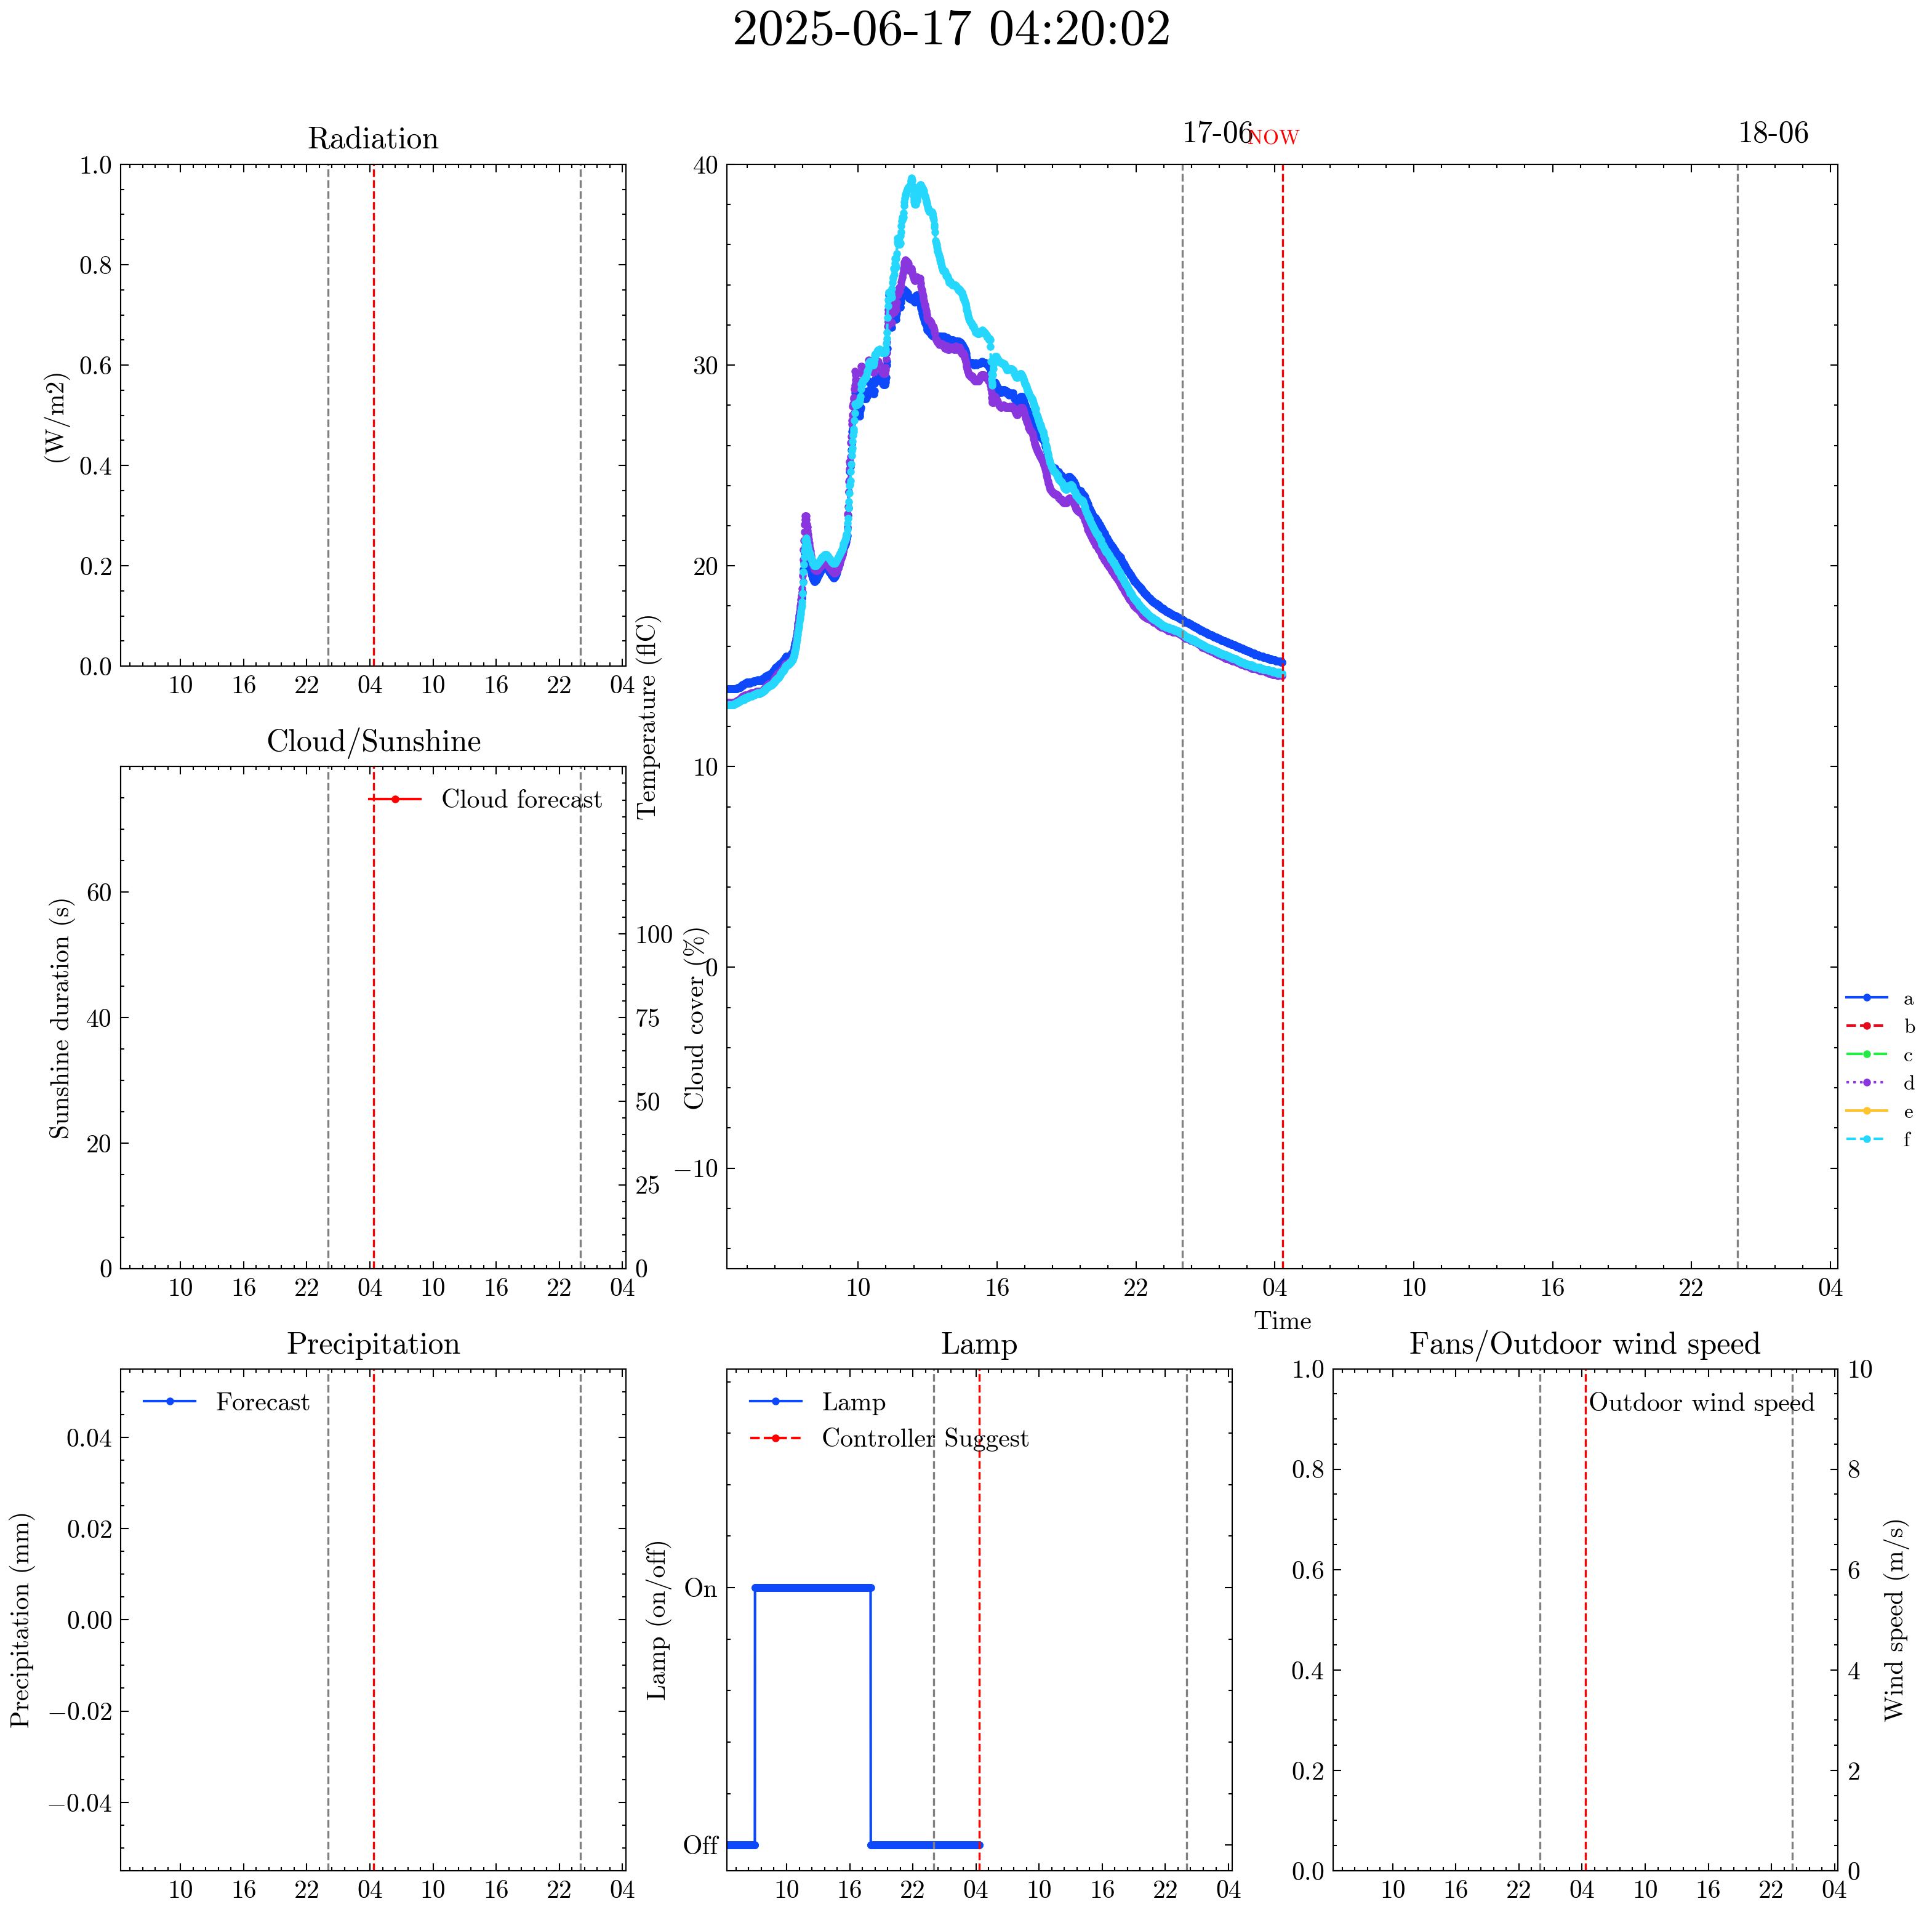 2025-06-17 04:20:02
Radiation
(W/m2)
1.0
0.8
0.6
0.4
0.2
0.0
10 16 22 04 10 16 22 04
17-06
NOW
18-06
Temperature (flC)
40
30
20
10
0
−10
10 16 22 04 10 16 22 04
Time
a
b
c
d
e
f
Cloud/Sunshine
Cloud forecast
Sunshine duration (s)
60
40
20
0
Cloud cover (%)
100
75
50
25
0
10 16 22 04 10 16 22 04
Precipitation
Forecast
Precipitation (mm)
0.04
0.02
0.00
−0.02
−0.04
10 16 22 04 10 16 22 04
Lamp
Lamp
Controller Suggest
Lamp (on/off)
On
Off
10 16 22 04 10 16 22 04
Fans/Outdoor wind speed
Outdoor wind speed
1.0
0.8
0.6
0.4
0.2
0.0
Wind speed (m/s)
10
8
6
4
2
0
10 16 22 04 10 16 22 04